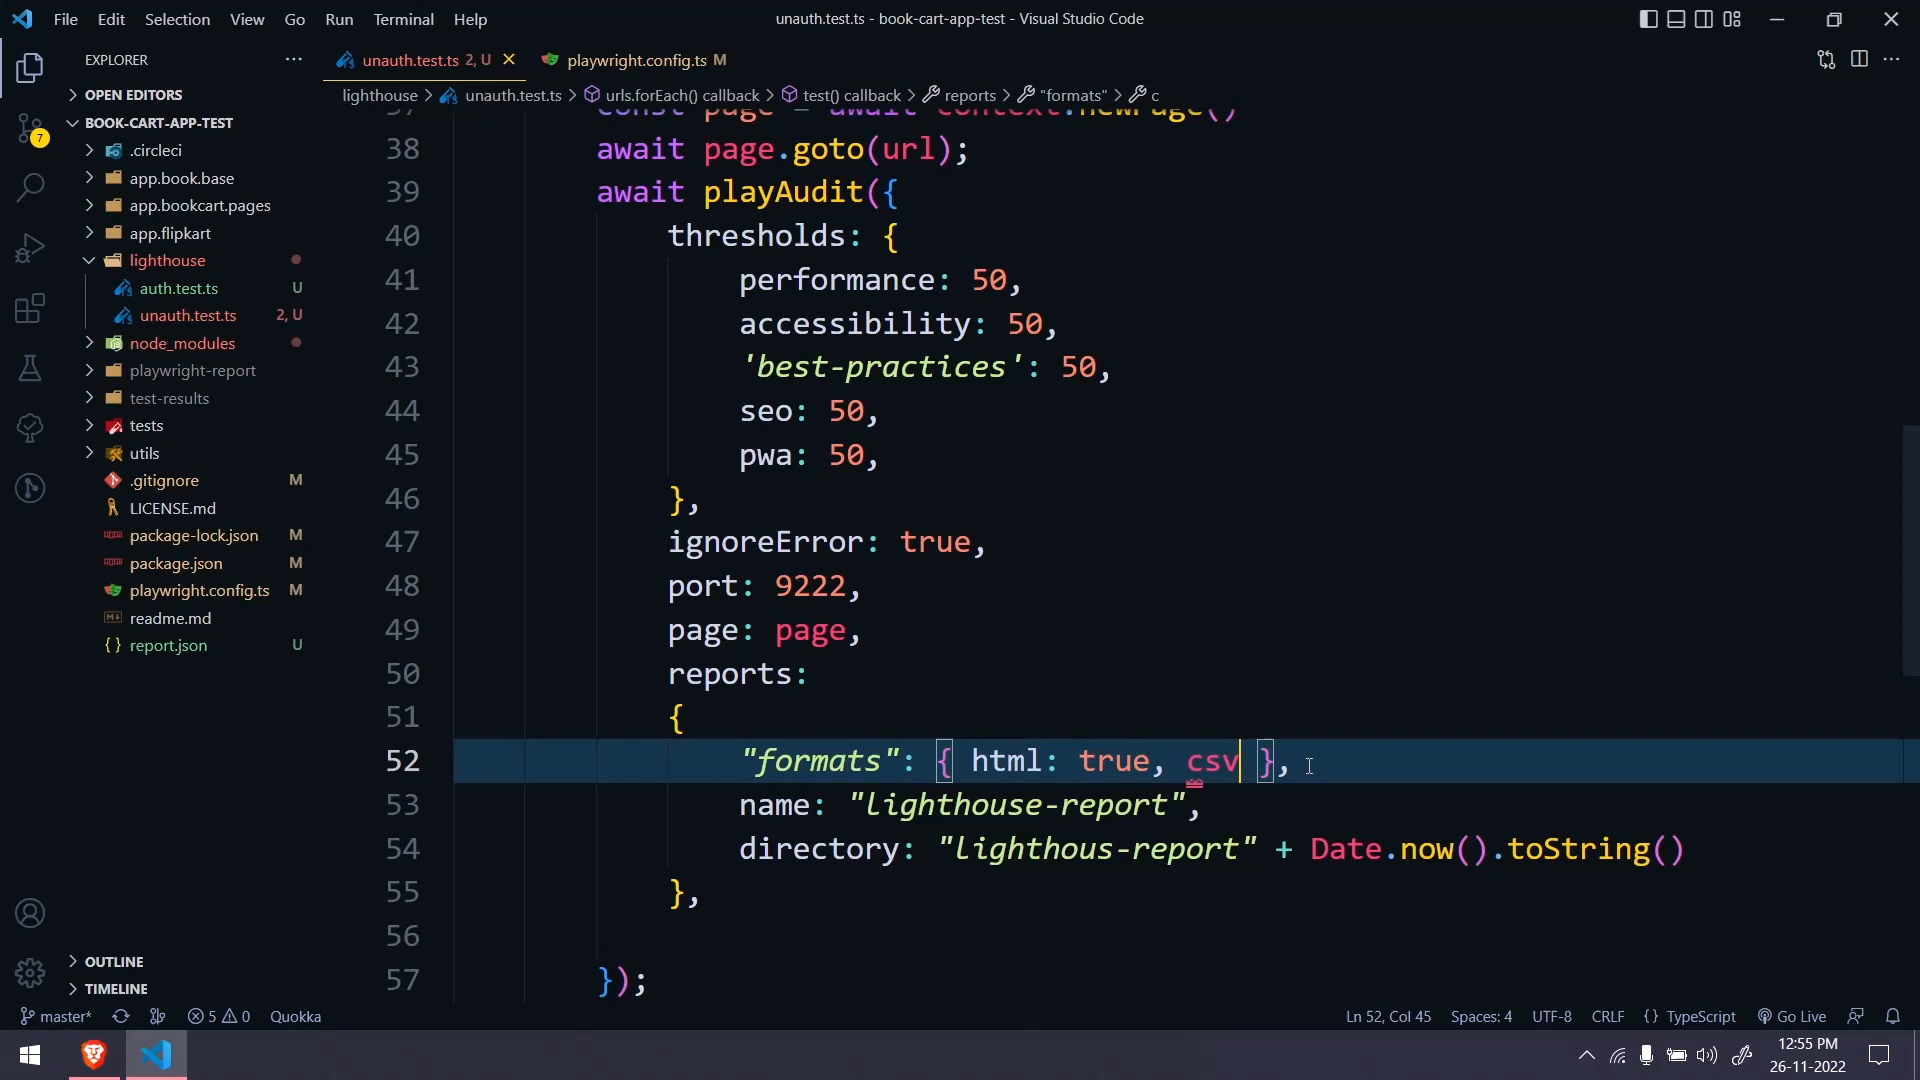 File Edit Selection View Go Run Terminal Help
unauth.test.ts - book-cart-app-test - Visual Studio Code
EXPLORER
unauth.test.ts 2, U
playwright.config.ts M
lighthouse > unauth.test.ts > urls.forEach() callback > test() callback > reports > "formats" > c
OPEN EDITORS
BOOK-CART-APP-TEST
.circleci
app.book.base
app.bookcart.pages
app.flipkart
lighthouse
auth.test.ts U
unauth.test.ts 2, U
node_modules
playwright-report
test-results
tests
utils
.gitignore M
LICENSE.md
package-lock.json M
package.json M
playwright.config.ts M
readme.md
report.json U
OUTLINE
TIMELINE
7
37 const page = await context.newPage()
38 await page.goto(url);
39 await playAudit({
40 thresholds: {
41 performance: 50,
42 accessibility: 50,
43 'best-practices': 50,
44 seo: 50,
45 pwa: 50,
46 },
47 ignoreError: true,
48 port: 9222,
49 page: page,
50 reports:
51 {
52 "formats": { html: true, csv },
53 name: "lighthouse-report",
54 directory: "lighthous-report" + Date.now().toString()
55 },
56
57 });
master* 5 0 Quokka
Ln 52, Col 45 Spaces: 4 UTF-8 CRLF {} TypeScript Go Live
12:55 PM
26-11-2022